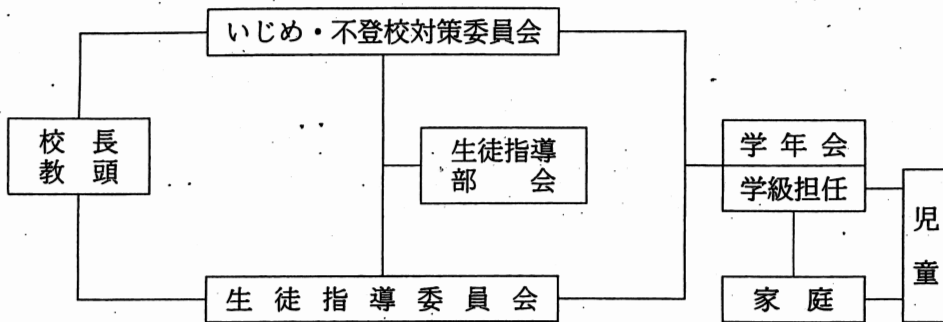 いじめ・不登校対策委員会
校長
教頭
生徒指導
部会
学年会
学級担任
児童
生徒指導委員会
家庭